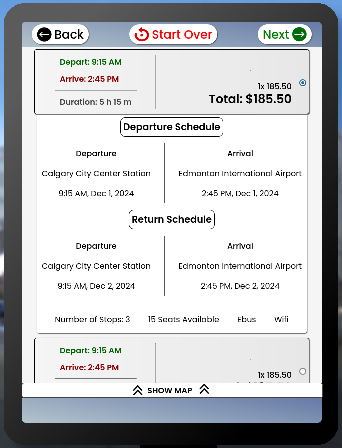 Back Start Over Next
Depart: 9:15 AM
Arrive: 2:45 PM
Duration: 5 h 15 m
1x 185.50
Total: $185.50
Departure Schedule
Departure Arrival
Calgary City Center Station Edmonton International Airport
9:15 AM, Dec 1, 2024 2:45 PM, Dec 1, 2024
Return Schedule
Departure Arrival
Calgary City Center Station Edmonton International Airport
9:15 AM, Dec 2, 2024 2:45 PM, Dec 2, 2024
Number of Stops: 3 15 Seats Available Ebus Wifi
Depart: 9:15 AM
Arrive: 2:45 PM
1x 185.50
SHOW MAP